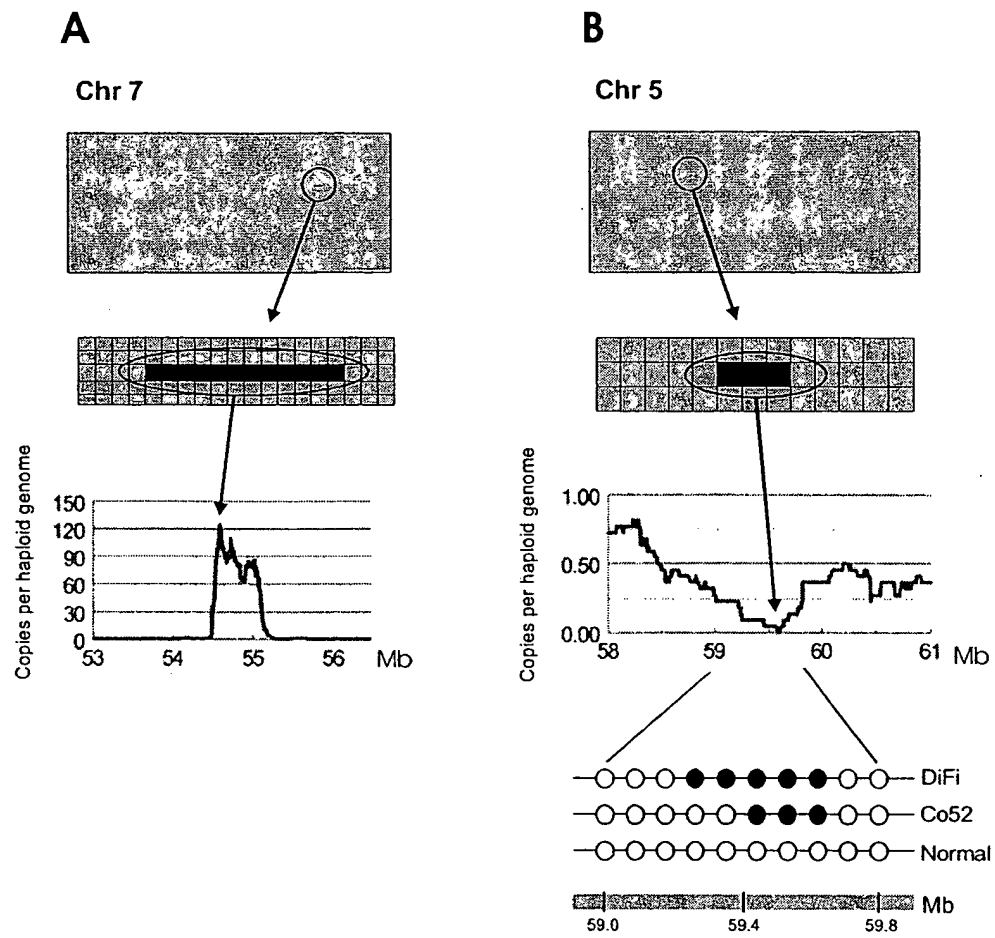 A
Chr 7
Copies per haploid genome
150
120
90
60
30
0
53 54 55 56 Mb
B
Chr 5
Copies per haploid genome
1.00
0.50
0.00
58 59 60 61 Mb
DiFi
Co52
Normal
Mb
59.0 59.4 59.8